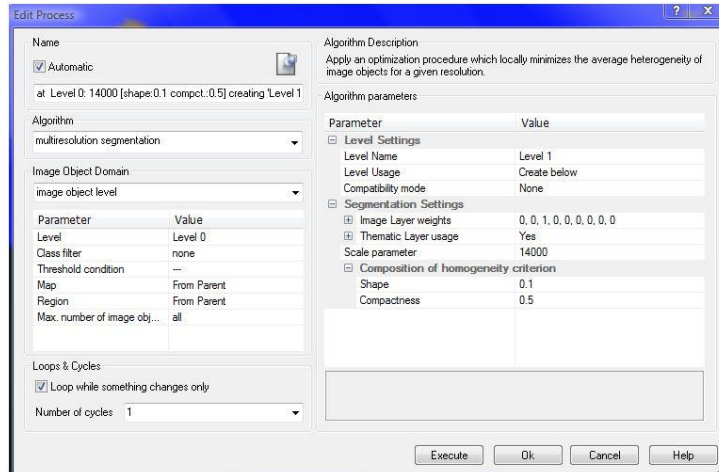 Edit Process
?
X
Name
Automatic
at Level 0: 14000 [shape:0.1 compct.:0.5] creating 'Level 1
Algorithm
multiresolution segmentation
Image Object Domain
image object level
Parameter Value
Level Level 0
Class filter none
Threshold condition ---
Map From Parent
Region From Parent
Max. number of image obj... all
Loops & Cycles
Loop while something changes only
Number of cycles 1
Algorithm Description
Apply an optimization procedure which locally minimizes the average heterogeneity of
image objects for a given resolution.
Algorithm parameters
Parameter Value
Level Settings
Level Name Level 1
Level Usage Create below
Compatibility mode None
Segmentation Settings
Image Layer weights 0, 0, 1, 0, 0, 0, 0, 0, 0
Thematic Layer usage Yes
Scale parameter 14000
Composition of homogeneity criterion
Shape 0.1
Compactness 0.5
Execute Ok Cancel Help